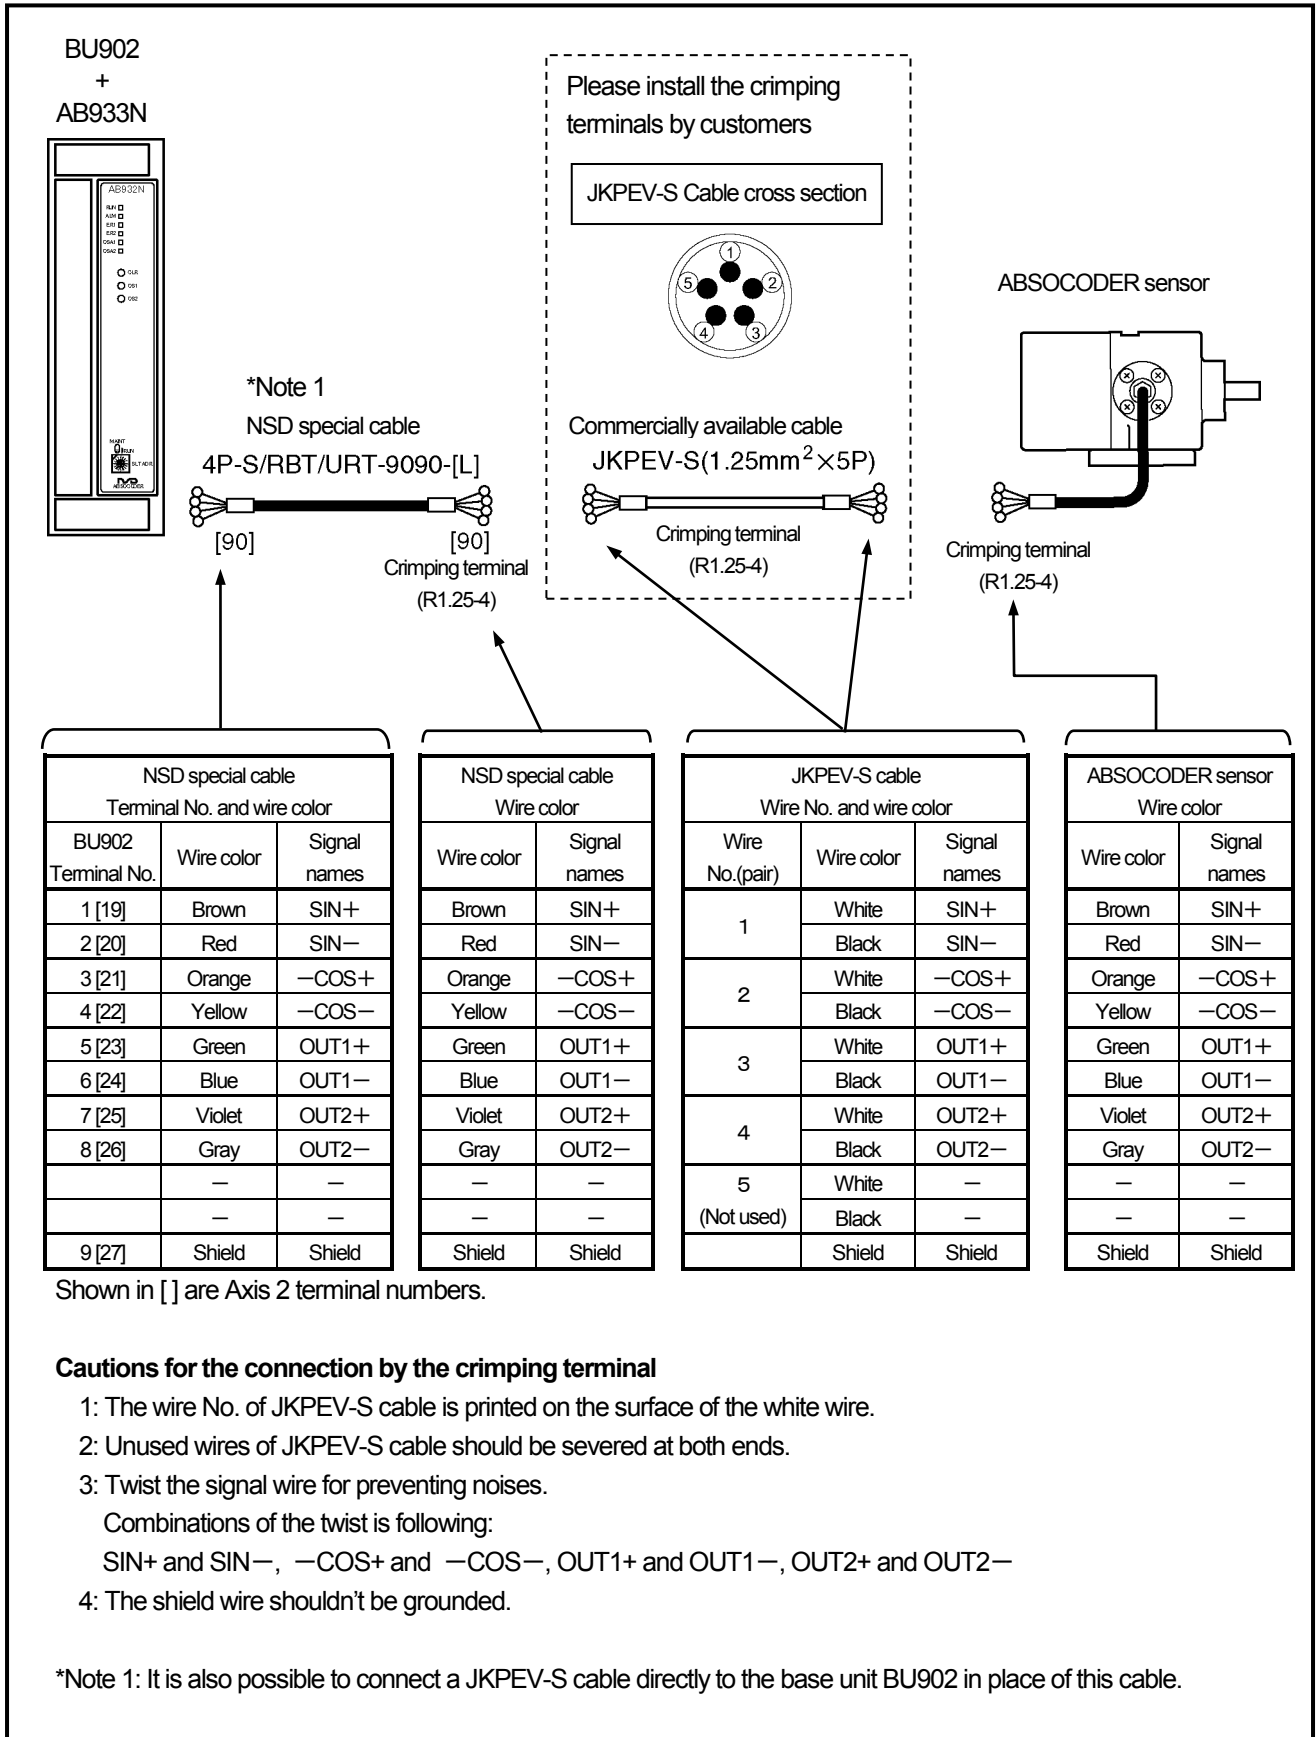 BU902
+
AB933N
AB932N
RUN
ALM
ER1
ER2
OSA1
OSA2
CLR
OS1
OS2
MAINT
RUN
SLT ADR.
ABSOCODER
*Note 1
NSD special cable
4P-S/RBT/URT-9090-[L]
[90]
[90]
Crimping terminal
(R1.25-4)
Please install the crimping
terminals by customers
JKPEV-S Cable cross section
1
2
3
4
5
Commercially available cable
JKPEV-S(1.25mm²×5P)
Crimping terminal
(R1.25-4)
ABSOCODER sensor
Crimping terminal
(R1.25-4)
NSD special cable
Terminal No. and wire color
BU902 Terminal No. Wire color Signal names
1 [19] Brown SIN+
2 [20] Red SIN−
3 [21] Orange −COS+
4 [22] Yellow −COS−
5 [23] Green OUT1+
6 [24] Blue OUT1−
7 [25] Violet OUT2+
8 [26] Gray OUT2−
− −
− −
9 [27] Shield Shield
NSD special cable
Wire color
Wire color Signal names
Brown SIN+
Red SIN−
Orange −COS+
Yellow −COS−
Green OUT1+
Blue OUT1−
Violet OUT2+
Gray OUT2−
− −
− −
Shield Shield
JKPEV-S cable
Wire No. and wire color
Wire No.(pair) Wire color Signal names
1 White SIN+
Black SIN−
2 White −COS+
Black −COS−
3 White OUT1+
Black OUT1−
4 White OUT2+
Black OUT2−
5 White −
(Not used) Black −
Shield Shield
ABSOCODER sensor
Wire color
Wire color Signal names
Brown SIN+
Red SIN−
Orange −COS+
Yellow −COS−
Green OUT1+
Blue OUT1−
Violet OUT2+
Gray OUT2−
− −
− −
Shield Shield
Shown in [ ] are Axis 2 terminal numbers.
Cautions for the connection by the crimping terminal
1: The wire No. of JKPEV-S cable is printed on the surface of the white wire.
2: Unused wires of JKPEV-S cable should be severed at both ends.
3: Twist the signal wire for preventing noises.
Combinations of the twist is following:
SIN+ and SIN−, −COS+ and −COS−, OUT1+ and OUT1−, OUT2+ and OUT2−
4: The shield wire shouldn't be grounded.
*Note 1: It is also possible to connect a JKPEV-S cable directly to the base unit BU902 in place of this cable.